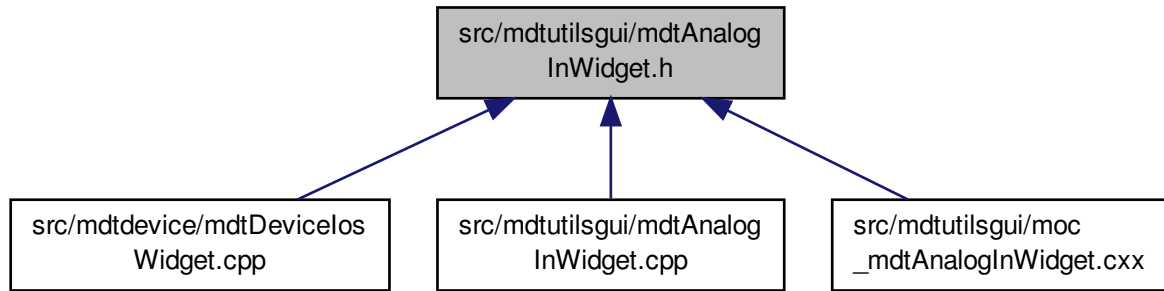 src/mdtutilsgui/mdtAnalog
InWidget.h
src/mdtdevice/mdtDeviceIos
Widget.cpp
src/mdtutilsgui/mdtAnalog
InWidget.cpp
src/mdtutilsgui/moc
_mdtAnalogInWidget.cxx